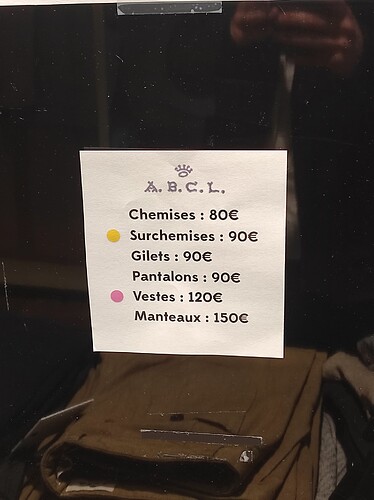 A.B.C.L.
Chemises : 80€
Surchemises : 90€
Gilets : 90€
Pantalons : 90€
Vestes : 120€
Manteaux : 150€